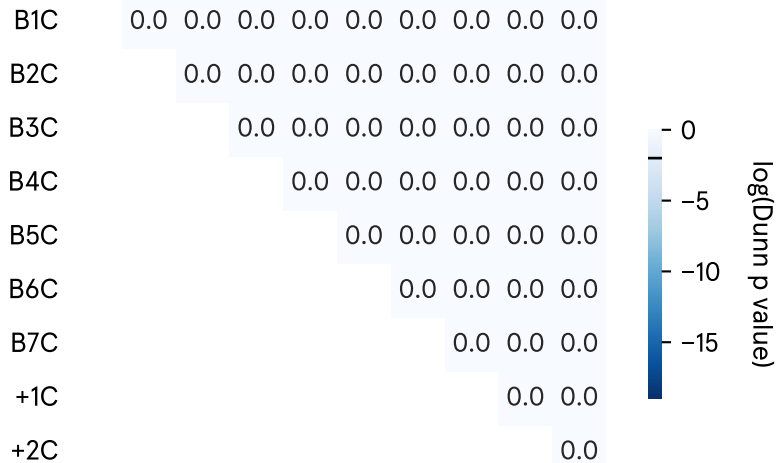 B1C 0.0 0.0 0.0 0.0 0.0 0.0 0.0 0.0 0.0
B2C 0.0 0.0 0.0 0.0 0.0 0.0 0.0 0.0
B3C 0.0 0.0 0.0 0.0 0.0 0.0 0.0
B4C 0.0 0.0 0.0 0.0 0.0 0.0
B5C 0.0 0.0 0.0 0.0 0.0
B6C 0.0 0.0 0.0 0.0
B7C 0.0 0.0 0.0
+1C 0.0 0.0
+2C 0.0
0
−5
−10
−15
log(Dunn p value)